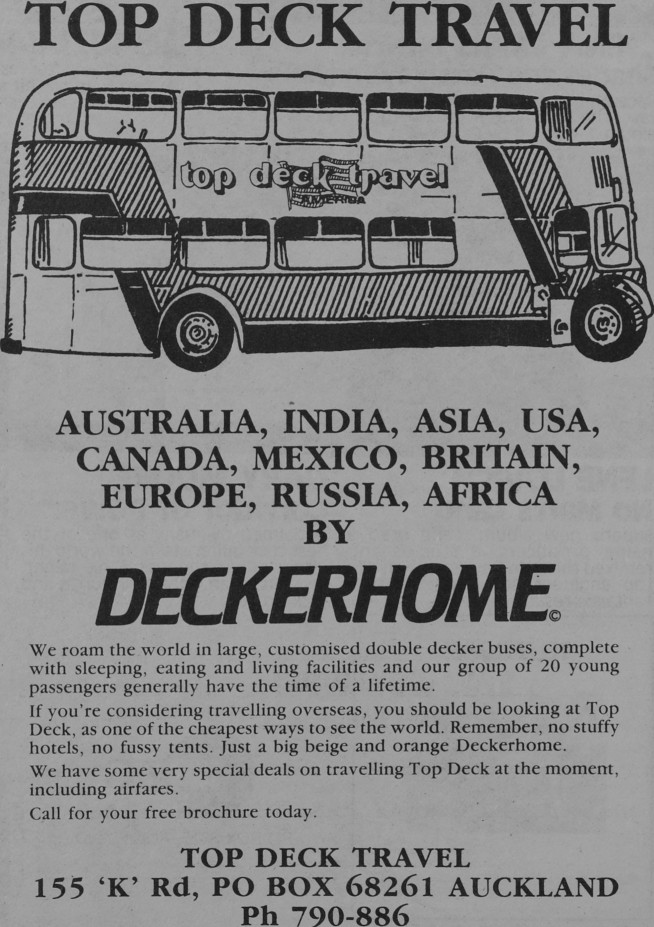 TOP DECK TRAVEL
top deck travel
AMERICA
AUSTRALIA, INDIA, ASIA, USA,
CANADA, MEXICO, BRITAIN,
EUROPE, RUSSIA, AFRICA
BY
DECKERHOME©
We roam the world in large, customised double decker buses, complete
with sleeping, eating and living facilities and our group of 20 young
passengers generally have the time of a lifetime.
If you're considering travelling overseas, you should be looking at Top
Deck, as one of the cheapest ways to see the world. Remember, no stuffy
hotels, no fussy tents. Just a big beige and orange Deckerhome.
We have some very special deals on travelling Top Deck at the moment,
including airfares.
Call for your free brochure today.
TOP DECK TRAVEL
155 ‘K’ Rd, PO BOX 68261 AUCKLAND
Ph 790-886